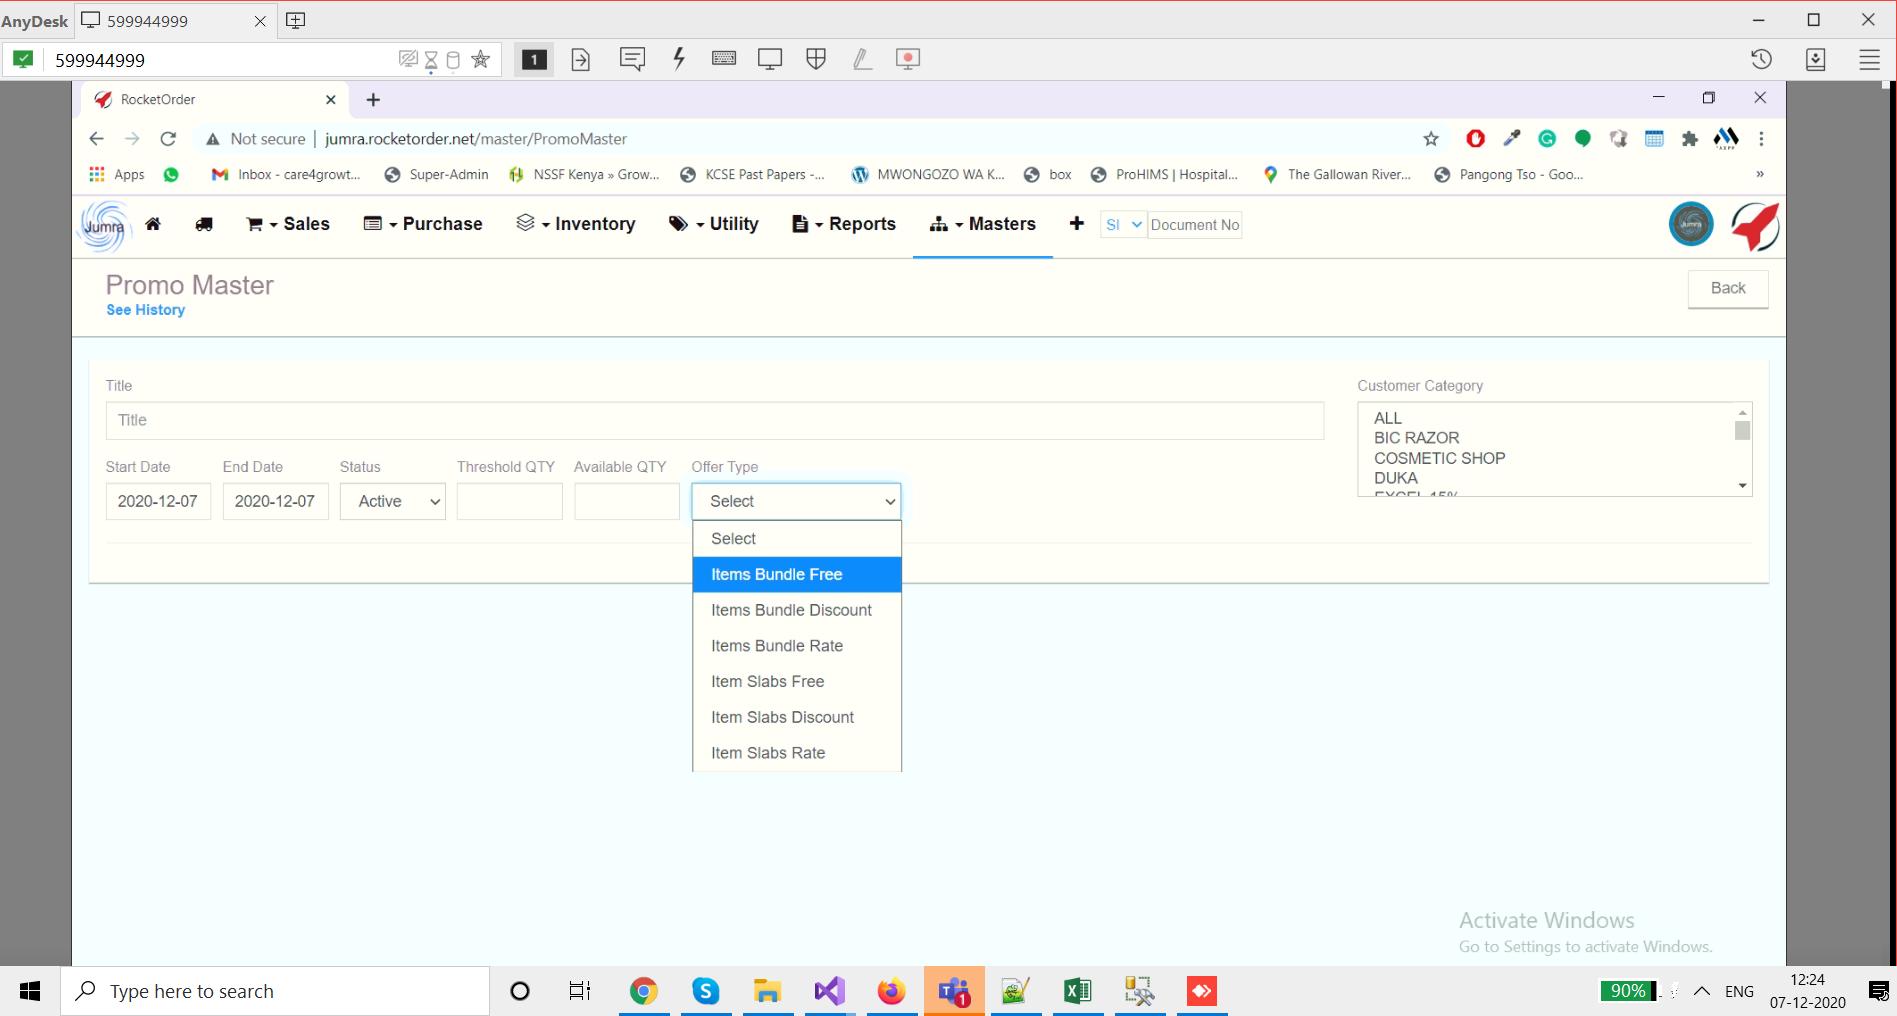 AnyDesk 599944999
599944999 1
RocketOrder
Not secure jumra.rocketorder.net/master/PromoMaster
Apps Inbox - care4growt... Super-Admin NSSF Kenya » Grow... KCSE Past Papers -... MWONGOZO WA K... box ProHIMS | Hospital... The Gallowan River... Pangong Tso - Goo... »
Jumra Sales Purchase Inventory Utility Reports Masters SI Document No
Promo Master
See History
Back
Title
Title
Customer Category
ALL
BIC RAZOR
COSMETIC SHOP
DUKA
EXCEL 15%
Start Date End Date Status Threshold QTY Available QTY Offer Type
2020-12-07 2020-12-07 Active Select
Select
Items Bundle Free
Items Bundle Discount
Items Bundle Rate
Item Slabs Free
Item Slabs Discount
Item Slabs Rate
Activate Windows
Go to Settings to activate Windows.
Type here to search
1
90% ENG
12:24
07-12-2020